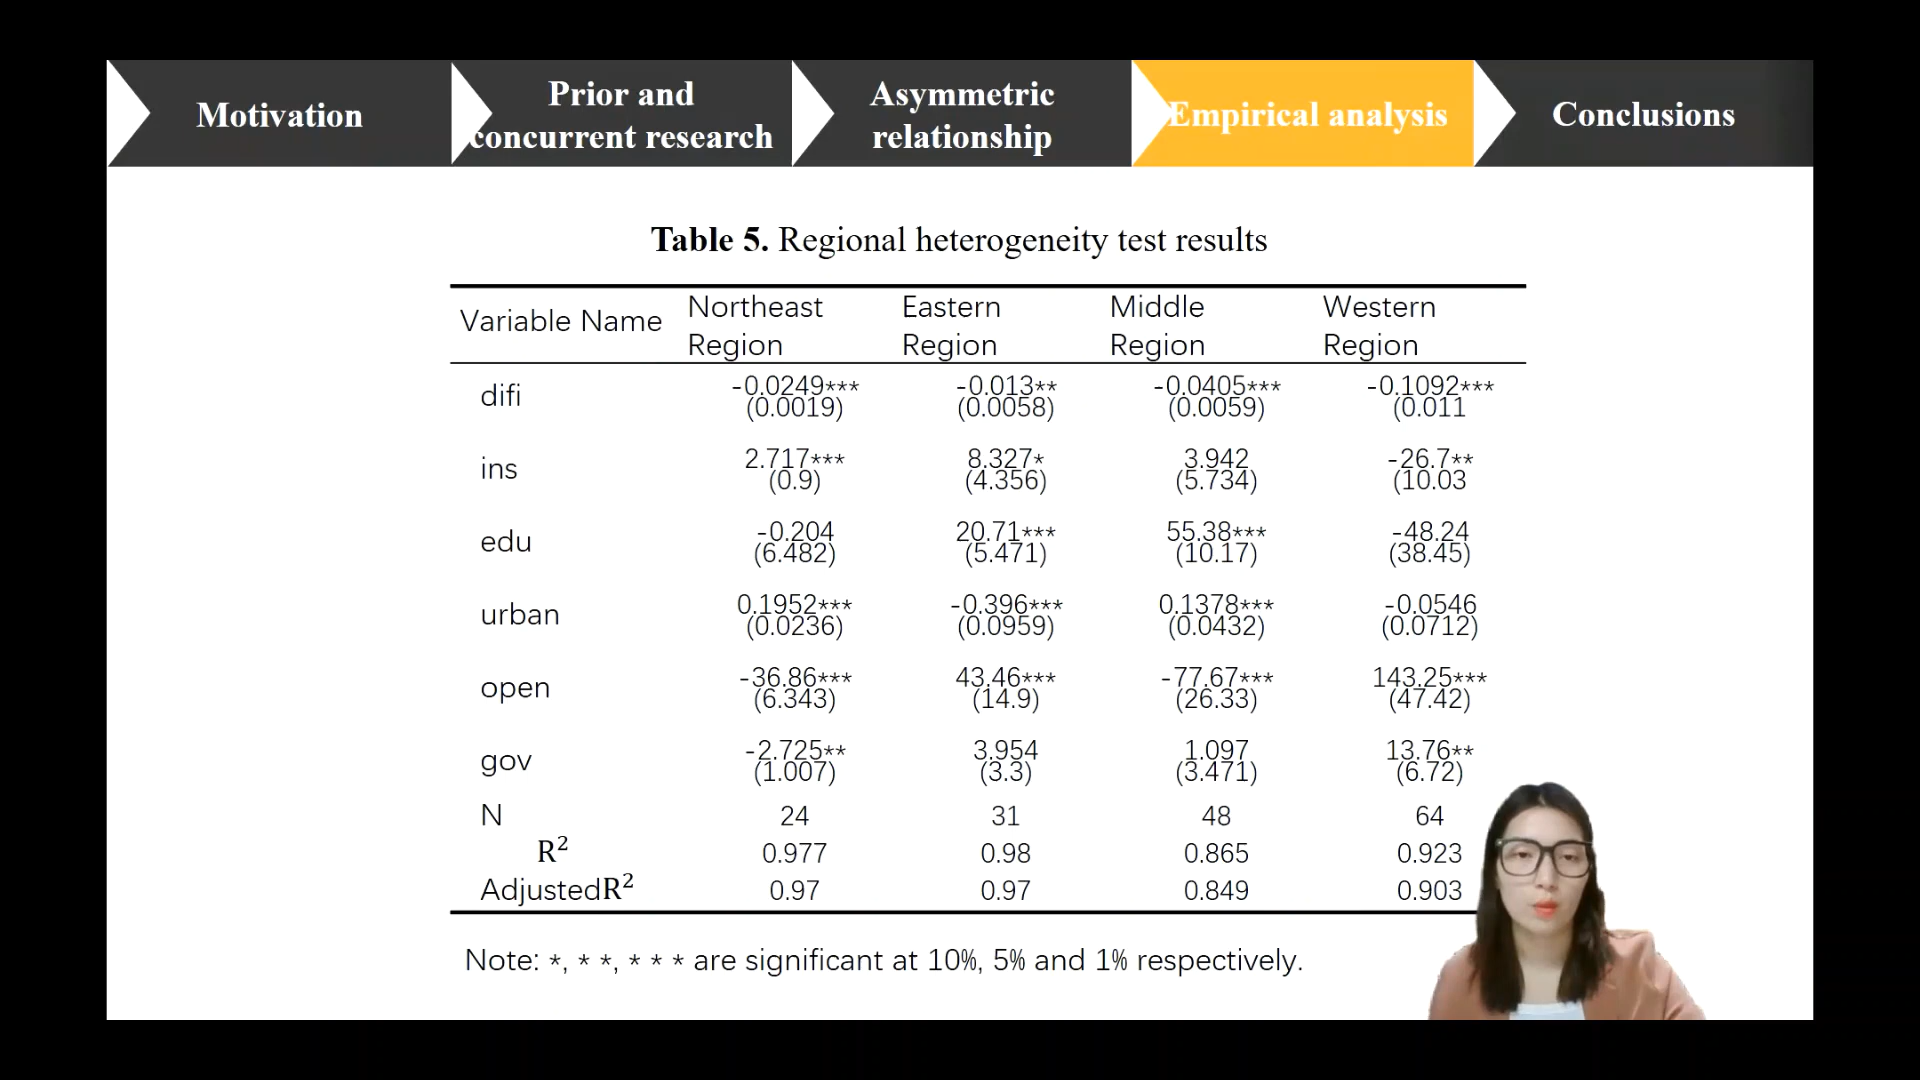 Motivation
Prior and
concurrent research
Asymmetric
relationship
Empirical analysis
Conclusions
Table 5. Regional heterogeneity test results
Variable Name Northeast Region Eastern Region Middle Region Western Region
difi -0.0249*** -0.013** -0.0405*** -0.1092***
(0.0019) (0.0058) (0.0059) (0.011
ins 2.717*** 8.327* 3.942 -26.7**
(0.9) (4.356) (5.734) (10.03
edu -0.204 20.71*** 55.38*** -48.24
(6.482) (5.471) (10.17) (38.45)
urban 0.1952*** -0.396*** 0.1378*** -0.0546
(0.0236) (0.0959) (0.0432) (0.0712)
open -36.86*** 43.46*** -77.67*** 143.25***
(6.343) (14.9) (26.33) (47.42)
gov -2.725** 3.954 1.097 13.76**
(1.007) (3.3) (3.471) (6.72)
N 24 31 48 64
R² 0.977 0.98 0.865 0.923
AdjustedR² 0.97 0.97 0.849 0.903
Note: *, * *, * * * are significant at 10%, 5% and 1% respectively.